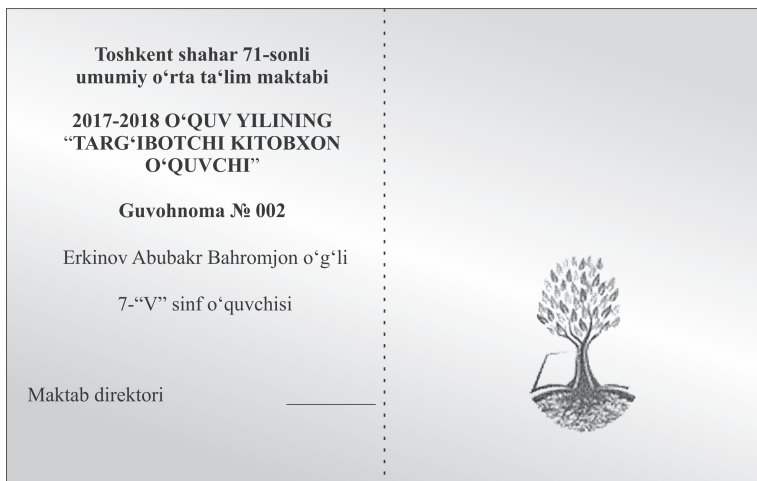 Toshkent shahar 71-sonli
umumiy o‘rta ta‘lim maktabi
2017-2018 O‘QUV YILINING
“TARG‘IBOTCHI KITOBXON
O‘QUVCHI”
Guvohnoma № 002
Erkinov Abubakr Bahromjon o‘g‘li
7-“V” sinf o‘quvchisi
Maktab direktori _________